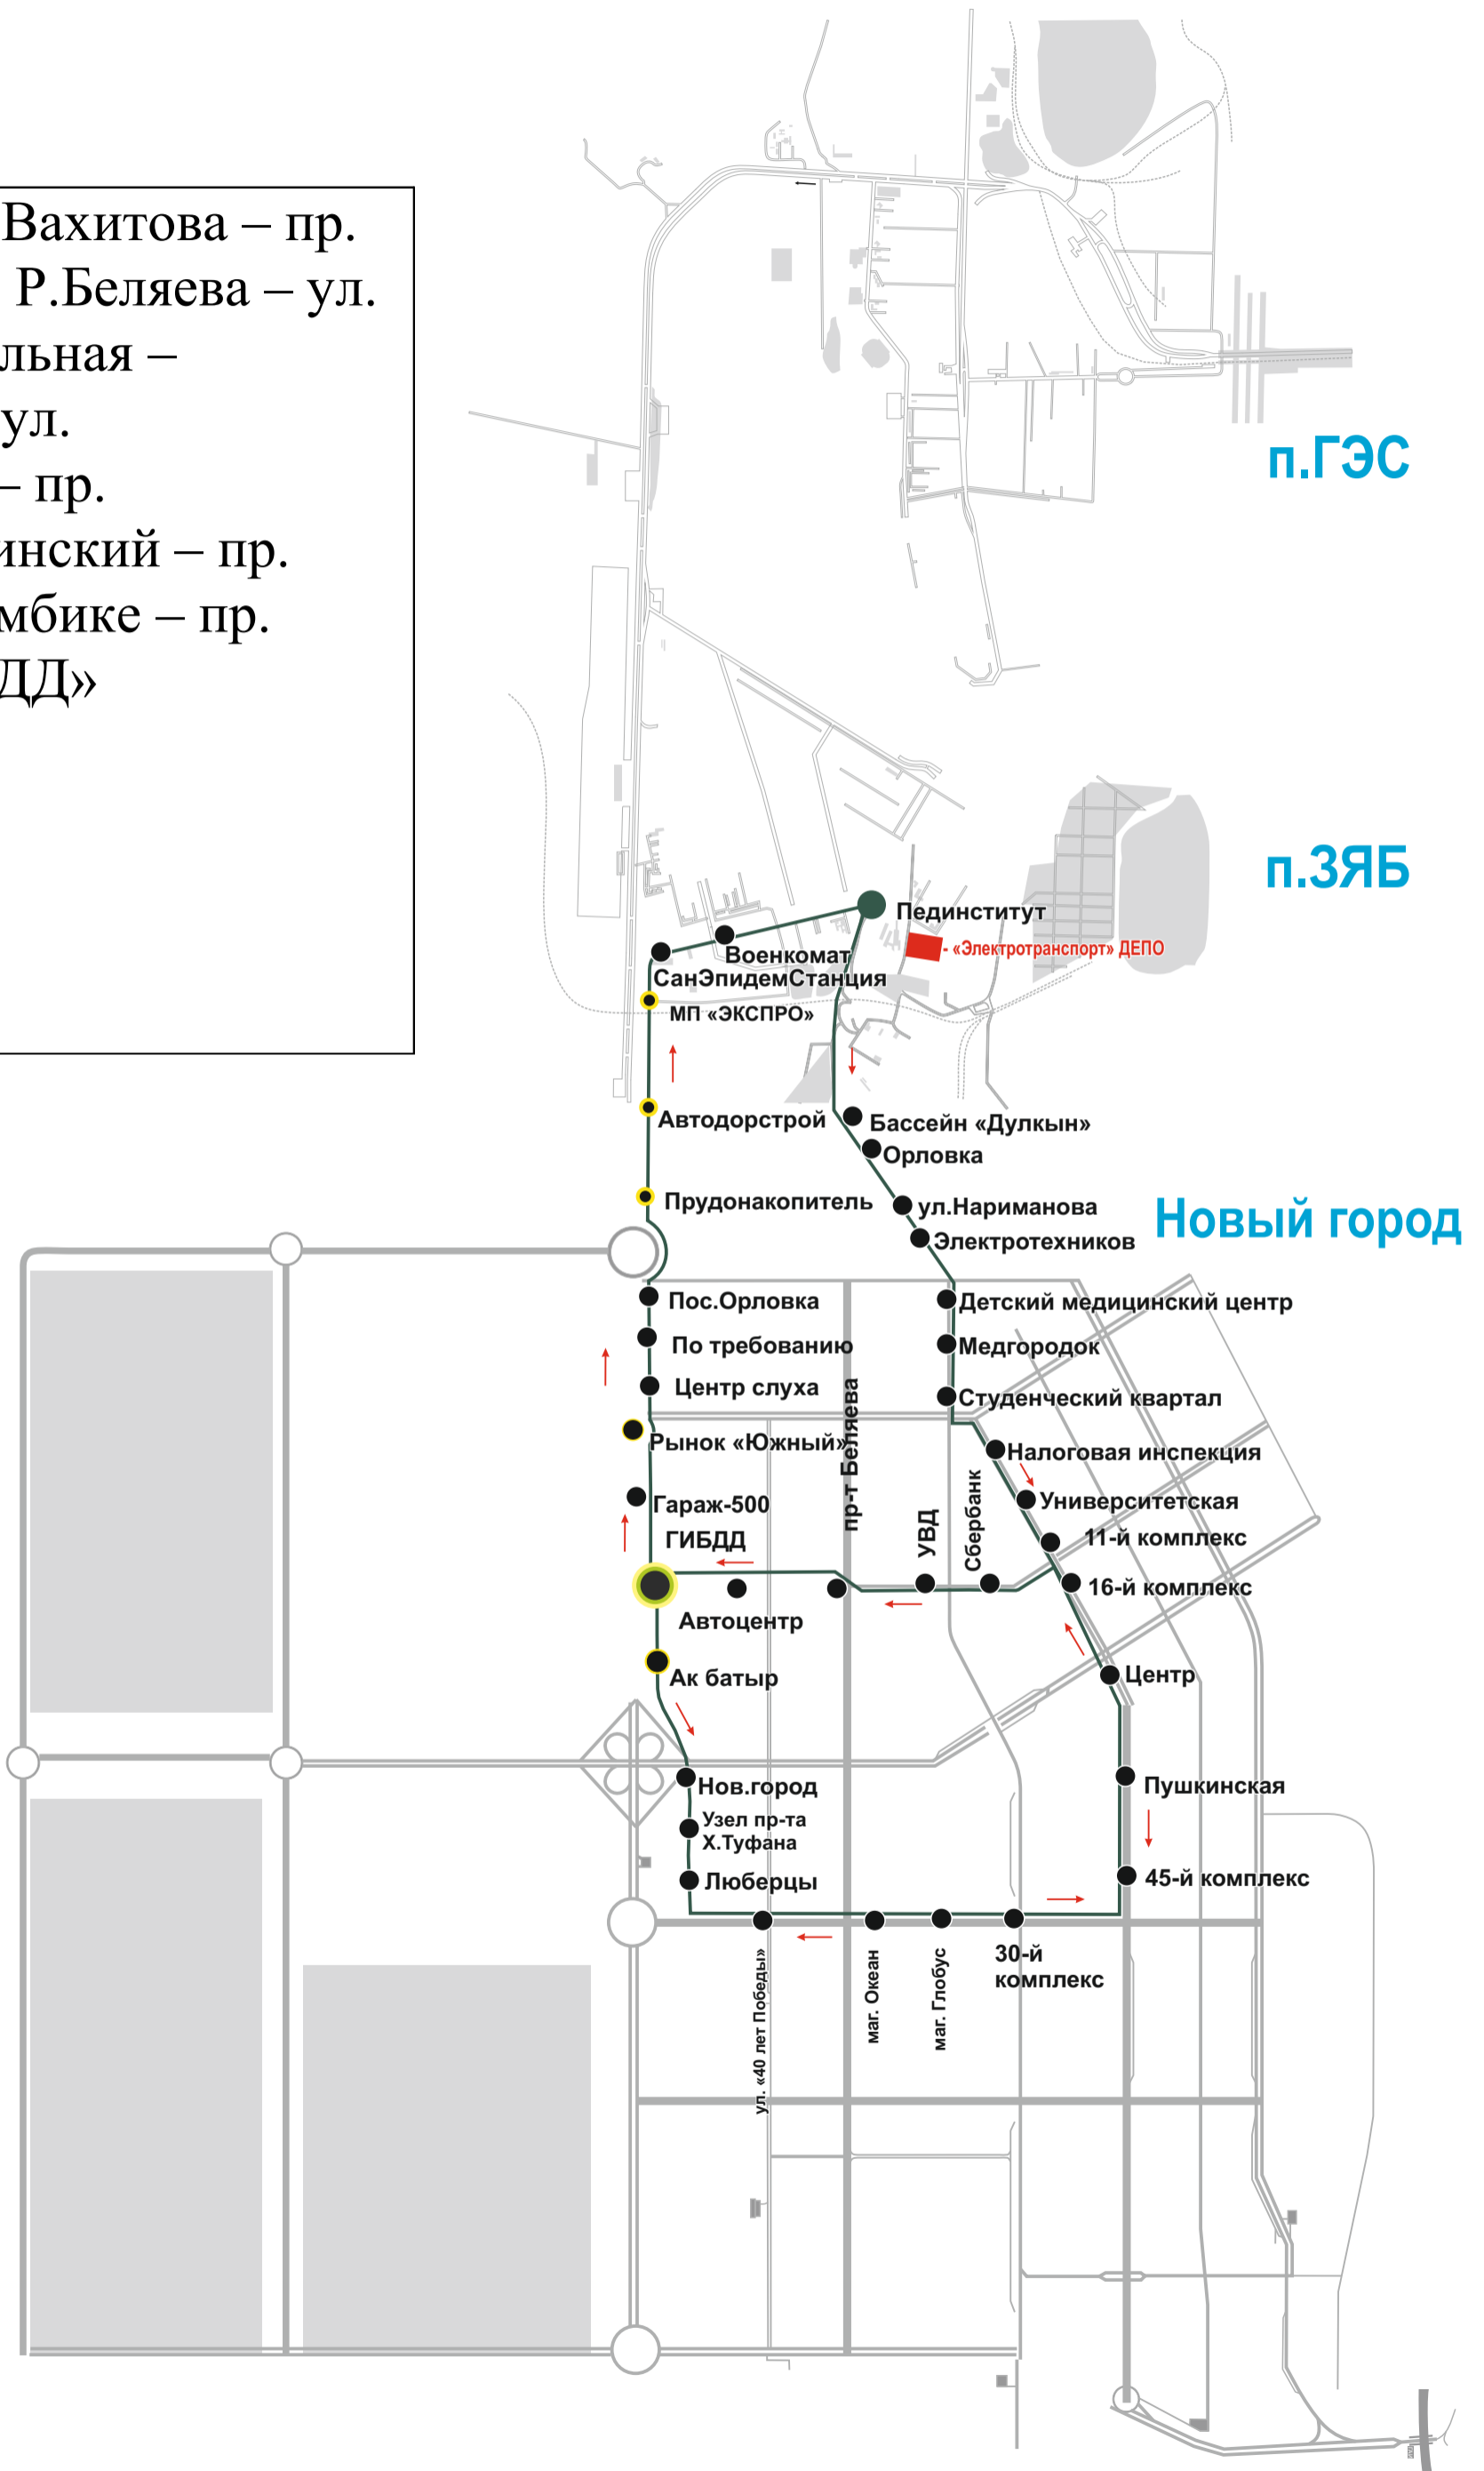 Вахитова – пр.
Р.Беляева – ул.
льная –
ул.
– пр.
инский – пр.
мбике – пр.
ДД»
п.ГЭС
п.ЗЯБ
Пединститут
- «Электротранспорт» ДЕПО
Военкомат
СанЭпидемСтанция
МП «ЭКСПРО»
Автодорстрой
Бассейн «Дулкын»
Орловка
Прудонакопитель
ул.Нариманова
Новый город
Электротехников
Пос.Орловка
Детский медицинский центр
По требованию
Медгородок
Центр слуха
Студенческий квартал
пр-т Беляева
Рынок «Южный»
Налоговая инспекция
Гараж-500
Университетская
ГИБДД
УВД
Сбербанк
11-й комплекс
16-й комплекс
Автоцентр
Ак батыр
Центр
Нов.город
Пушкинская
Узел пр-та
Х.Туфана
Люберцы
45-й комплекс
ул. «40 лет Победы»
маг. Океан
маг. Глобус
30-й
комплекс